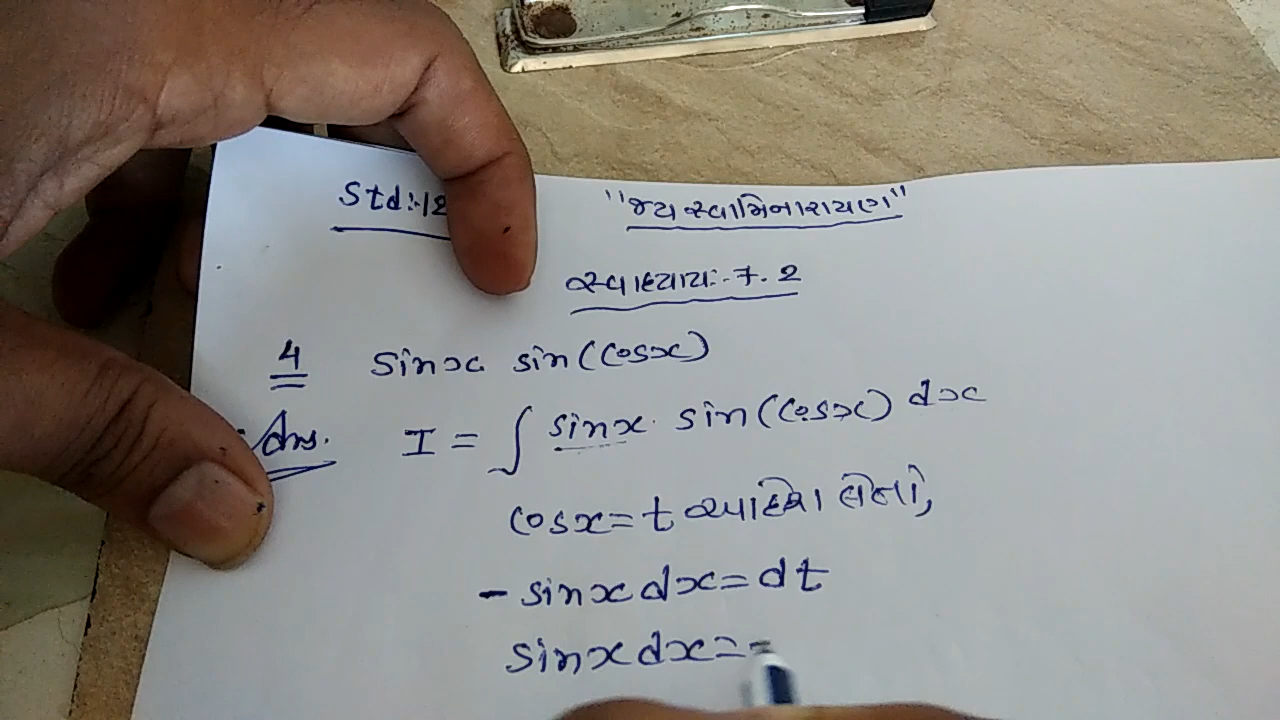 Std:-12
"જય સ્વામિનારાયણ"
સ્વાધ્યાય:-7.2
4 Sinx sin(cosx)
Ans. I = ∫ sinx. sin(cosx) dx
cosx = t આદેશ લેતાં,
- sinx dx = dt
sinx dx = -